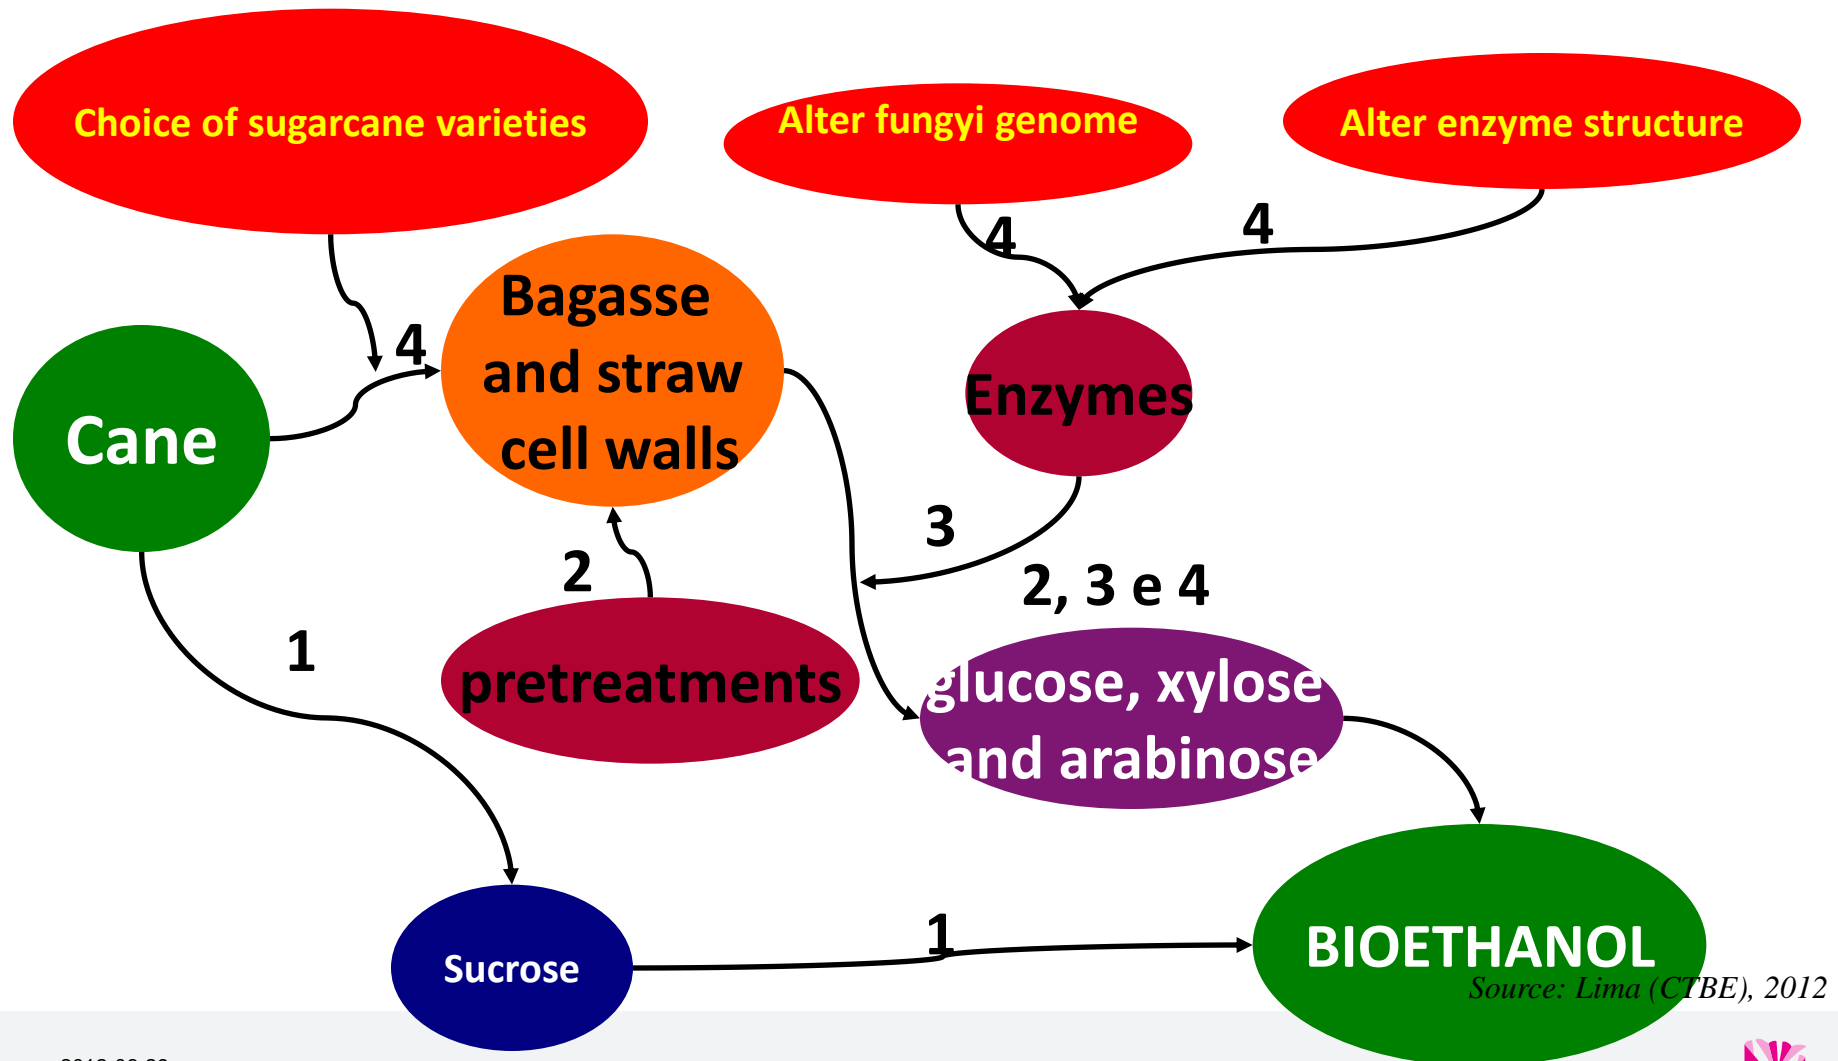 Choice of sugarcane varieties
Alter fungyi genome
Alter enzyme structure
4
4
4
Bagasse
and straw
cell walls
Cane
Enzymes
3
2
2, 3 e 4
1
pretreatments
glucose, xylose
and arabinose
1
Sucrose
BIOETHANOL
Source: Lima (CTBE), 2012